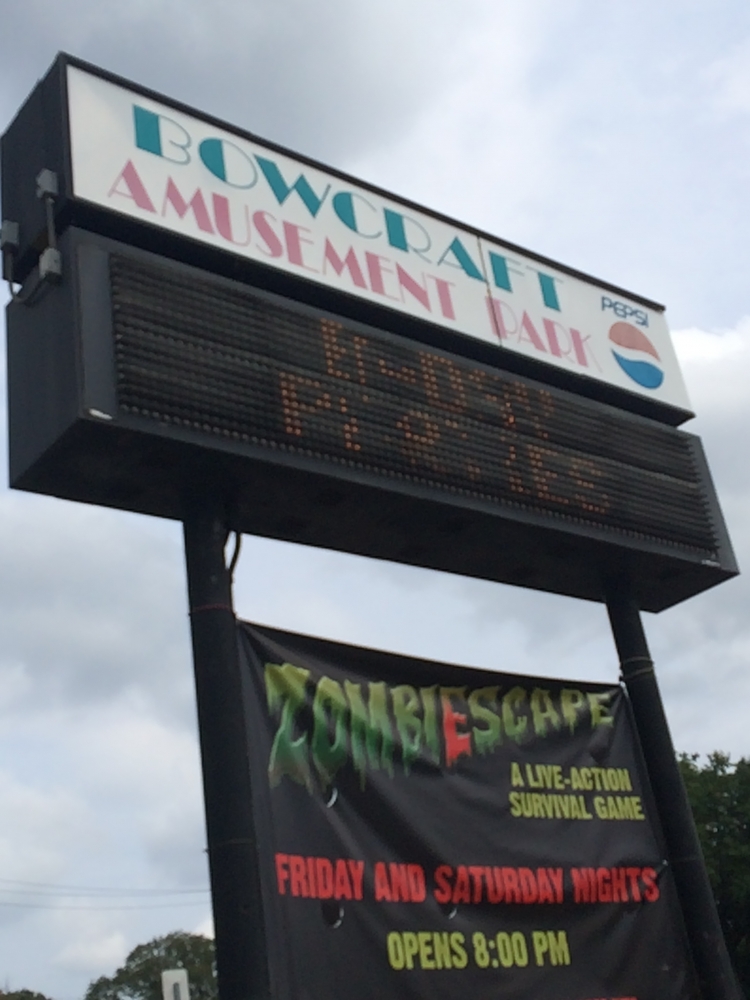 BOWCRAFT
AMUSEMENT PARK
PEPSI
ZOMBIESCAPE
A LIVE-ACTION
SURVIVAL GAME
FRIDAY AND SATURDAY NIGHTS
OPENS 8:00 PM